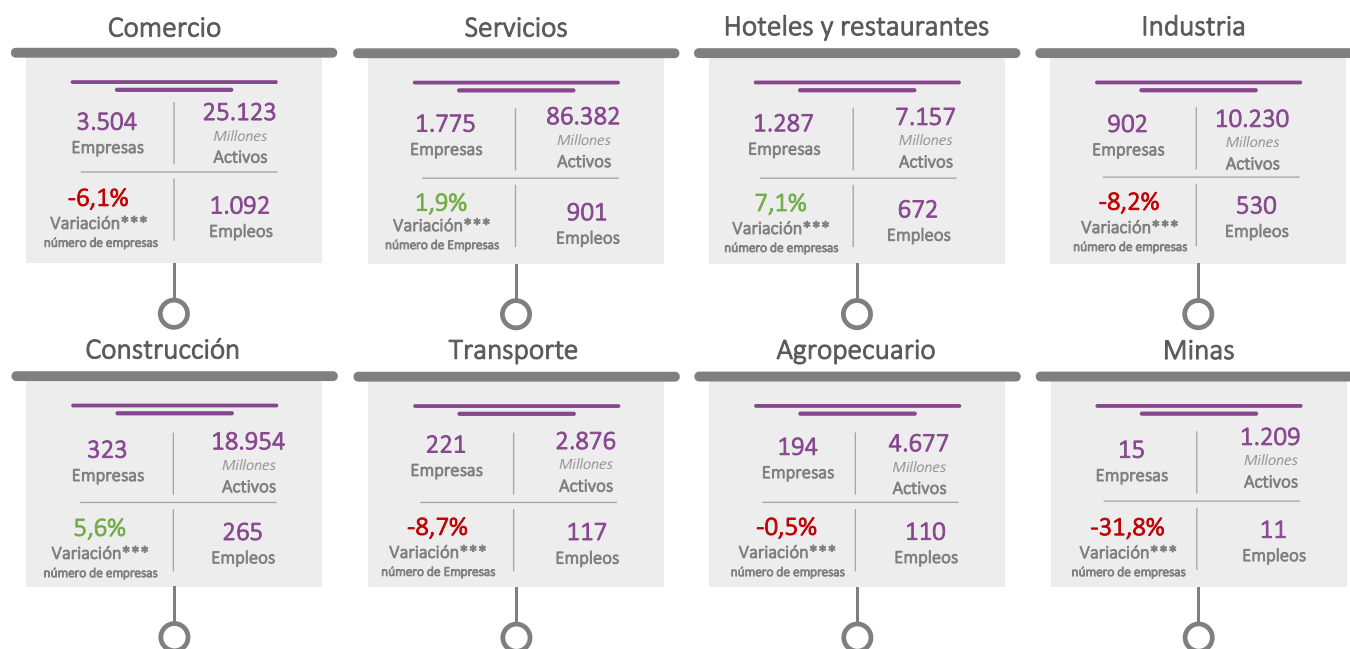 Comercio
3.504
Empresas
25.123
Millones
Activos
-6,1%
Variación***
número de empresas
1.092
Empleos
Servicios
1.775
Empresas
86.382
Millones
Activos
1,9%
Variación***
número de Empresas
901
Empleos
Hoteles y restaurantes
1.287
Empresas
7.157
Millones
Activos
7,1%
Variación***
número de empresas
672
Empleos
Industria
902
Empresas
10.230
Millones
Activos
-8,2%
Variación***
número de empresas
530
Empleos
Construcción
323
Empresas
18.954
Millones
Activos
5,6%
Variación***
número de empresas
265
Empleos
Transporte
221
Empresas
2.876
Millones
Activos
-8,7%
Variación***
número de Empresas
117
Empleos
Agropecuario
194
Empresas
4.677
Millones
Activos
-0,5%
Variación***
número de empresas
110
Empleos
Minas
15
Empresas
1.209
Millones
Activos
-31,8%
Variación***
número de empresas
11
Empleos